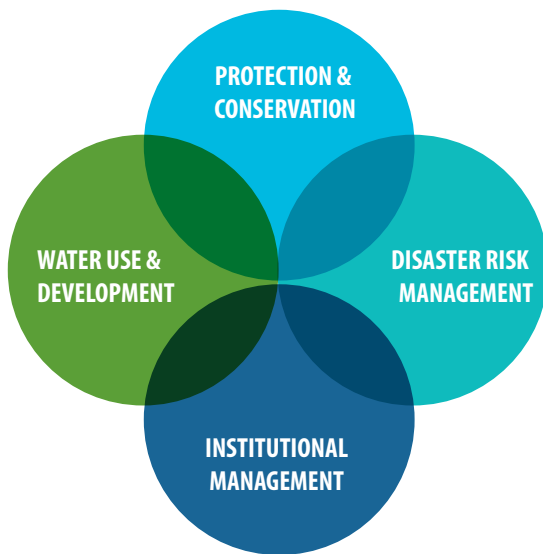 PROTECTION &
CONSERVATION
WATER USE &
DEVELOPMENT
DISASTER RISK
MANAGEMENT
INSTITUTIONAL
MANAGEMENT